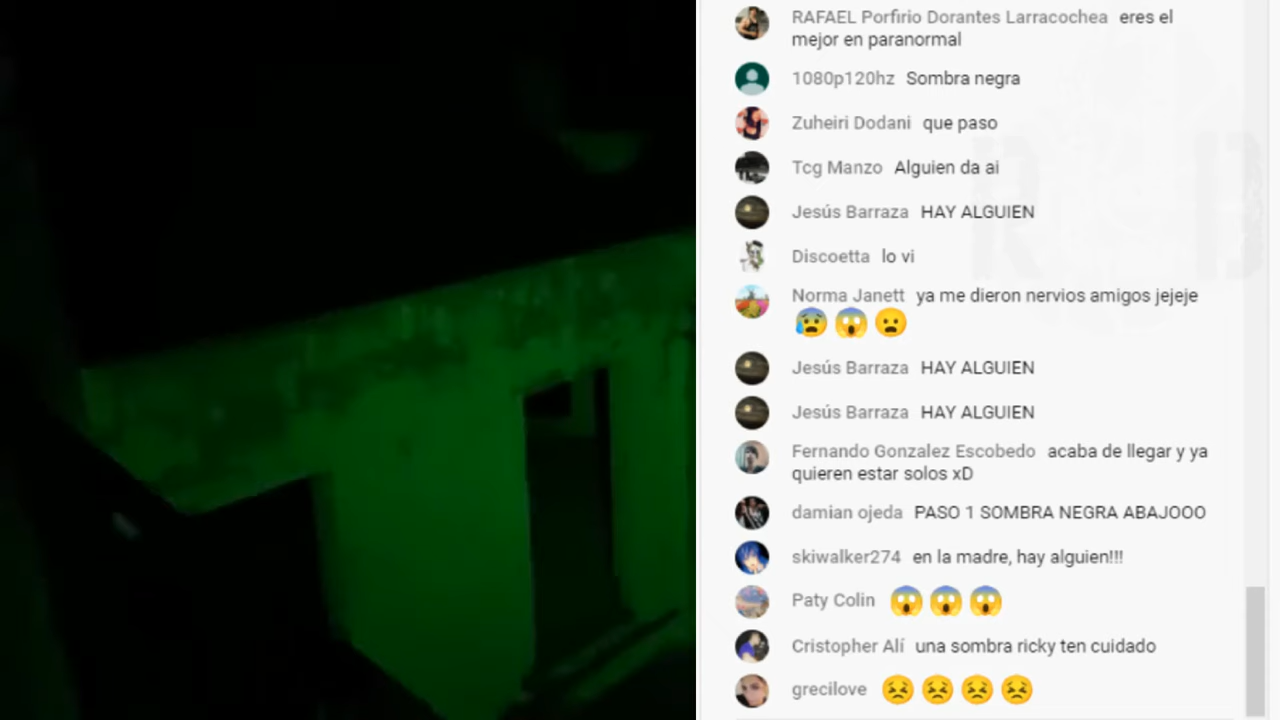 RAFAEL Porfirio Dorantes Larracochea eres el
mejor en paranormal
1080p120hz Sombra negra
Zuheiri Dodani que paso
Tcg Manzo Alguien da ai
Jesús Barraza HAY ALGUIEN
Discoetta lo vi
Norma Janett ya me dieron nervios amigos jejeje
😰 😱 😦
Jesús Barraza HAY ALGUIEN
Jesús Barraza HAY ALGUIEN
Fernando Gonzalez Escobedo acaba de llegar y ya
quieren estar solos xD
damian ojeda PASO 1 SOMBRA NEGRA ABAJOOO
skiwalker274 en la madre, hay alguien!!!
Paty Colin 😱 😱 😱
Cristopher Alí una sombra ricky ten cuidado
grecilove 😣 😣 😣 😣
R B